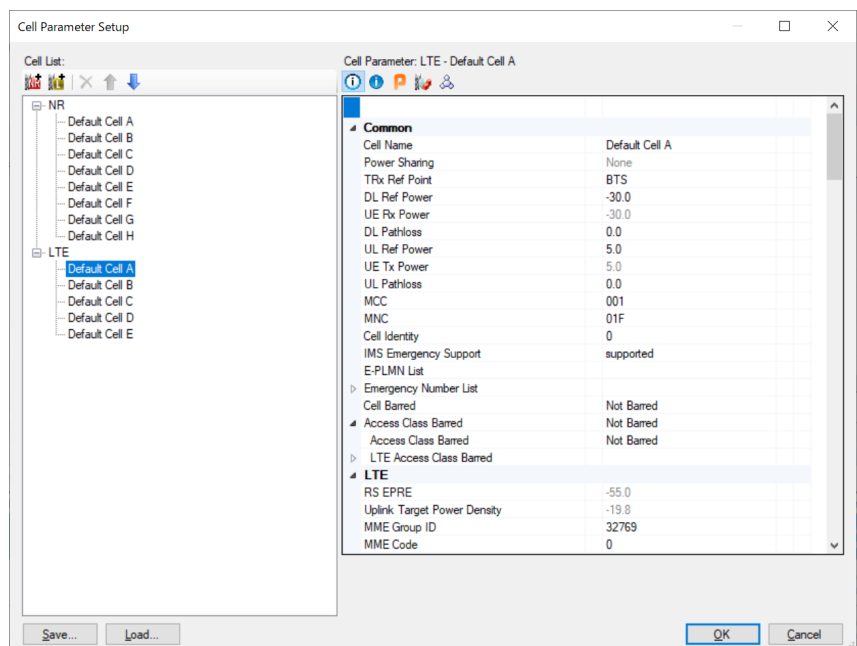 Cell Parameter Setup
Cell List:
Cell Parameter: LTE - Default Cell A
NR
Default Cell A
Default Cell B
Default Cell C
Default Cell D
Default Cell E
Default Cell F
Default Cell G
Default Cell H
LTE
Default Cell A
Default Cell B
Default Cell C
Default Cell D
Default Cell E
Common
Cell Name Default Cell A
Power Sharing None
TRx Ref Point BTS
DL Ref Power -30.0
UE Rx Power -30.0
DL Pathloss 0.0
UL Ref Power 5.0
UE Tx Power 5.0
UL Pathloss 0.0
MCC 001
MNC 01F
Cell Identity 0
IMS Emergency Support supported
E-PLMN List
Emergency Number List
Cell Barred Not Barred
Access Class Barred Not Barred
Access Class Barred Not Barred
LTE Access Class Barred
LTE
RS EPRE -55.0
Uplink Target Power Density -19.8
MME Group ID 32769
MME Code 0
Save... Load... OK Cancel